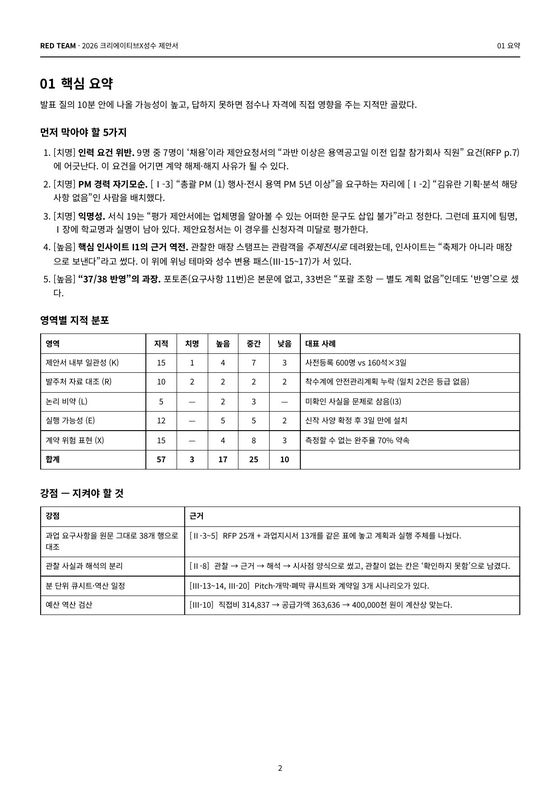 RED TEAM · 2026 크리에이티브X성수 제안서 01 요약
01 핵심 요약
발표 질의 10분 안에 나올 가능성이 높고, 답하지 못하면 점수나 자격에 직접 영향을 주는 지적만 골랐다.
먼저 막아야 할 5가지
1. [치명] 인력 요건 위반. 9명 중 7명이 ‘채용’이라 제안요청서의 “과반 이상은 용역공고일 이전 입찰 참가회사 직원” 요건(RFP p.7)
에 어긋난다. 이 요건을 어기면 계약 해제·해지 사유가 될 수 있다.
2. [치명] PM 경력 자기모순. [Ⅰ-3] “총괄 PM (1) 행사·전시 용역 PM 5년 이상”을 요구하는 자리에 [Ⅰ-2] “김유란 기획·분석 해당
사항 없음”인 사람을 배치했다.
3. [치명] 익명성. 서식 19는 “평가 제안서에는 업체명을 알아볼 수 있는 어떠한 문구도 삽입 불가”라고 정한다. 그런데 표지에 팀명,
Ⅰ장에 학교명과 실명이 남아 있다. 제안요청서는 이 경우를 신청자격 미달로 평가한다.
4. [높음] 핵심 인사이트 I1의 근거 역전. 관찰한 매장 스탬프는 관람객을 주제전시로 데려왔는데, 인사이트는 “축제가 아니라 매장
으로 보낸다”라고 썼다. 이 위에 위닝 테마와 성수 변용 패스(III-15~17)가 서 있다.
5. [높음] “37/38 반영”의 과장. 포토존(요구사항 11번)은 본문에 없고, 33번은 “포괄 조항 — 별도 계획 없음”인데도 ‘반영’으로 셌
다.
영역별 지적 분포
영역 지적 치명 높음 중간 낮음 대표 사례
제안서 내부 일관성 (K) 15 1 4 7 3 사전등록 600명 vs 160석×3일
발주처 자료 대조 (R) 10 2 2 2 2 착수계에 안전관리계획 누락 (일치 2건은 등급 없음)
논리 비약 (L) 5 — 2 3 — 미확인 사실을 문제로 삼음(I3)
실행 가능성 (E) 12 — 5 5 2 신작 사양 확정 후 3일 만에 설치
계약 위험 표현 (X) 15 — 4 8 3 측정할 수 없는 완주율 70% 약속
합계 57 3 17 25 10
강점 — 지켜야 할 것
강점 근거
과업 요구사항을 원문 그대로 38개 행으로
대조
[Ⅱ-3~5] RFP 25개 + 과업지시서 13개를 같은 표에 놓고 계획과 실행 주체를 나눴다.
관찰 사실과 해석의 분리 [Ⅱ-8] 관찰 → 근거 → 해석 → 시사점 양식으로 썼고, 관찰이 없는 칸은 ‘확인하지 못함’으로 남겼다.
분 단위 큐시트·역산 일정 [III-13~14, III-20] Pitch·개막·폐막 큐시트와 계약일 3개 시나리오가 있다.
예산 역산 검산 [III-10] 직접비 314,837 → 공급가액 363,636 → 400,000천 원이 계산상 맞는다.
2